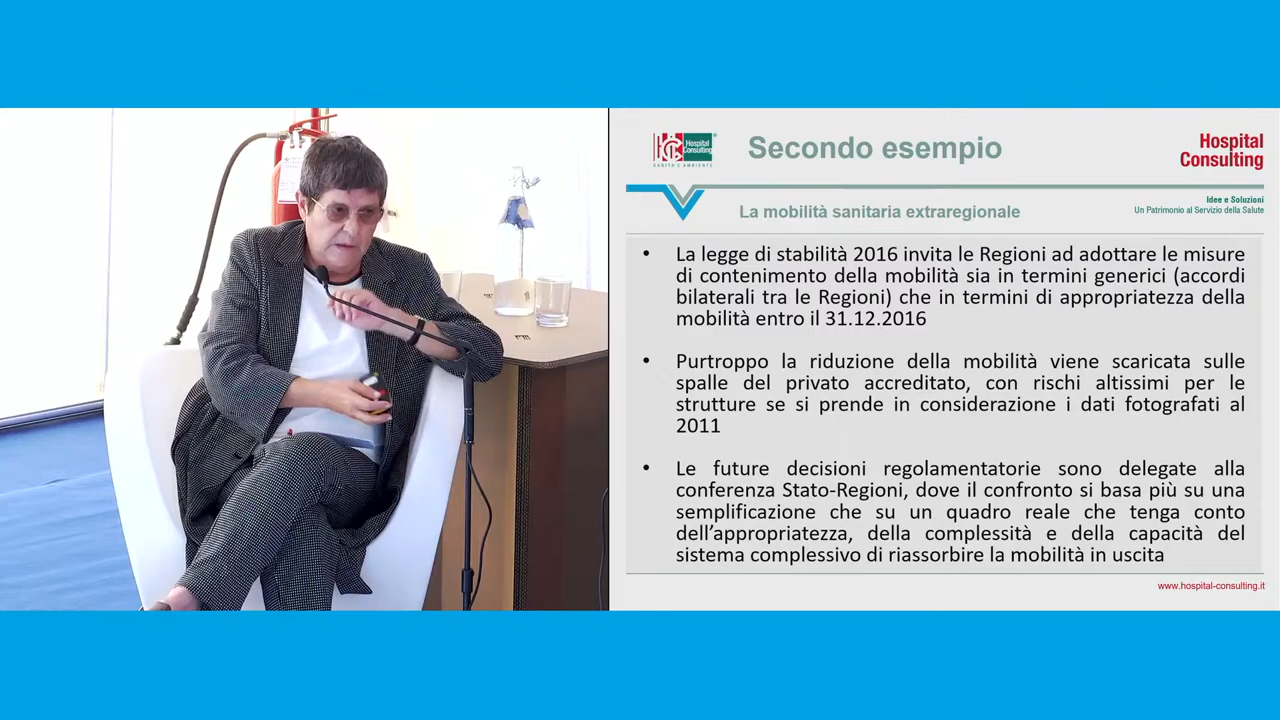 Hospital
Consulting
SANITÀ E AMBIENTE
Secondo esempio
Hospital
Consulting
La mobilità sanitaria extraregionale
Idee e Soluzioni
Un Patrimonio al Servizio della Salute
• La legge di stabilità 2016 invita le Regioni ad adottare le misure
di contenimento della mobilità sia in termini generici (accordi
bilaterali tra le Regioni) che in termini di appropriatezza della
mobilità entro il 31.12.2016
• Purtroppo la riduzione della mobilità viene scaricata sulle
spalle del privato accreditato, con rischi altissimi per le
strutture se si prende in considerazione i dati fotografati al
2011
• Le future decisioni regolamentatorie sono delegate alla
conferenza Stato-Regioni, dove il confronto si basa più su una
semplificazione che su un quadro reale che tenga conto
dell’appropriatezza, della complessità e della capacità del
sistema complessivo di riassorbire la mobilità in uscita
www.hospital-consulting.it